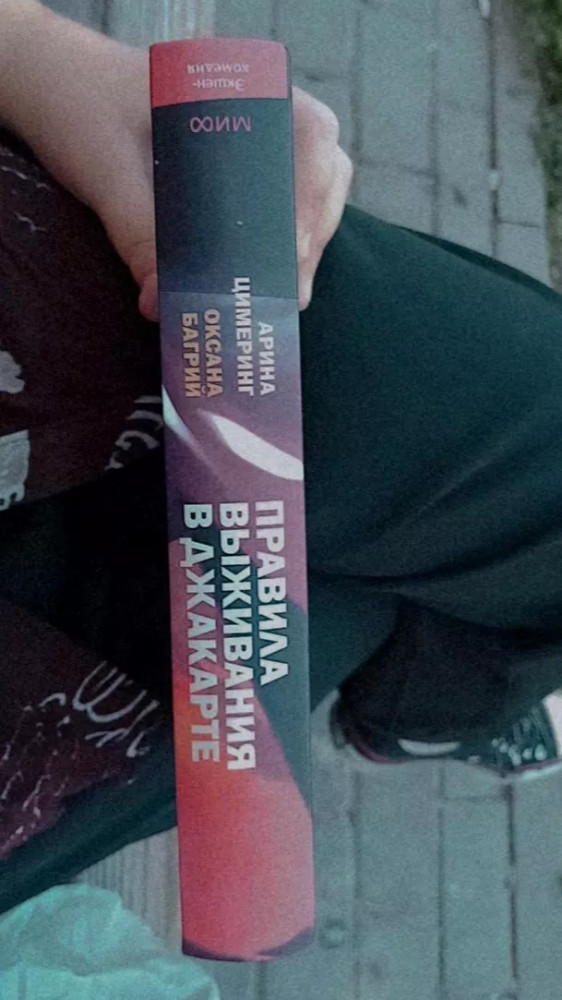 Экшен-
комедия
МИФ
АРИНА
ЦИМЕРИНГ
ОКСАНА
БАГРИЙ
ПРАВИЛА
ВЫЖИВАНИЯ
В ДЖАКАРТЕ